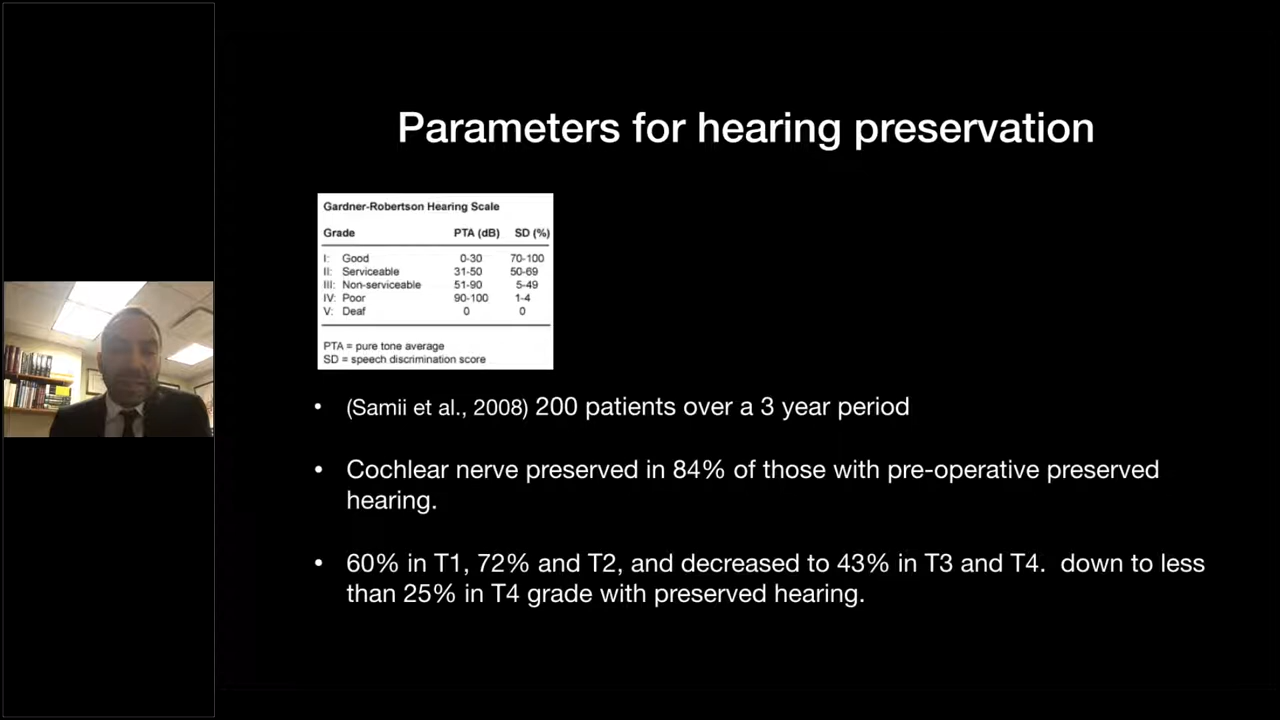 Parameters for hearing preservation
Gardner-Robertson Hearing Scale
Grade PTA (dB) SD (%)
I: Good 0-30 70-100
II: Serviceable 31-50 50-69
III: Non-serviceable 51-90 5-49
IV: Poor 90-100 1-4
V: Deaf 0 0
PTA = pure tone average
SD = speech discrimination score
• (Samii et al., 2008) 200 patients over a 3 year period
• Cochlear nerve preserved in 84% of those with pre-operative preserved
hearing.
• 60% in T1, 72% and T2, and decreased to 43% in T3 and T4. down to less
than 25% in T4 grade with preserved hearing.